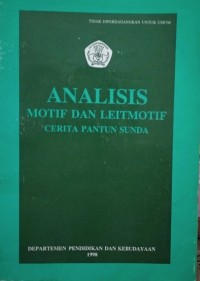 TIDAK DIPERDAGANGKAN UNTUK UMUM
ANALISIS
MOTIF DAN LEITMOTIF
CERITA PANTUN SUNDA
DEPARTEMEN PENDIDIKAN DAN KEBUDAYAAN
1998